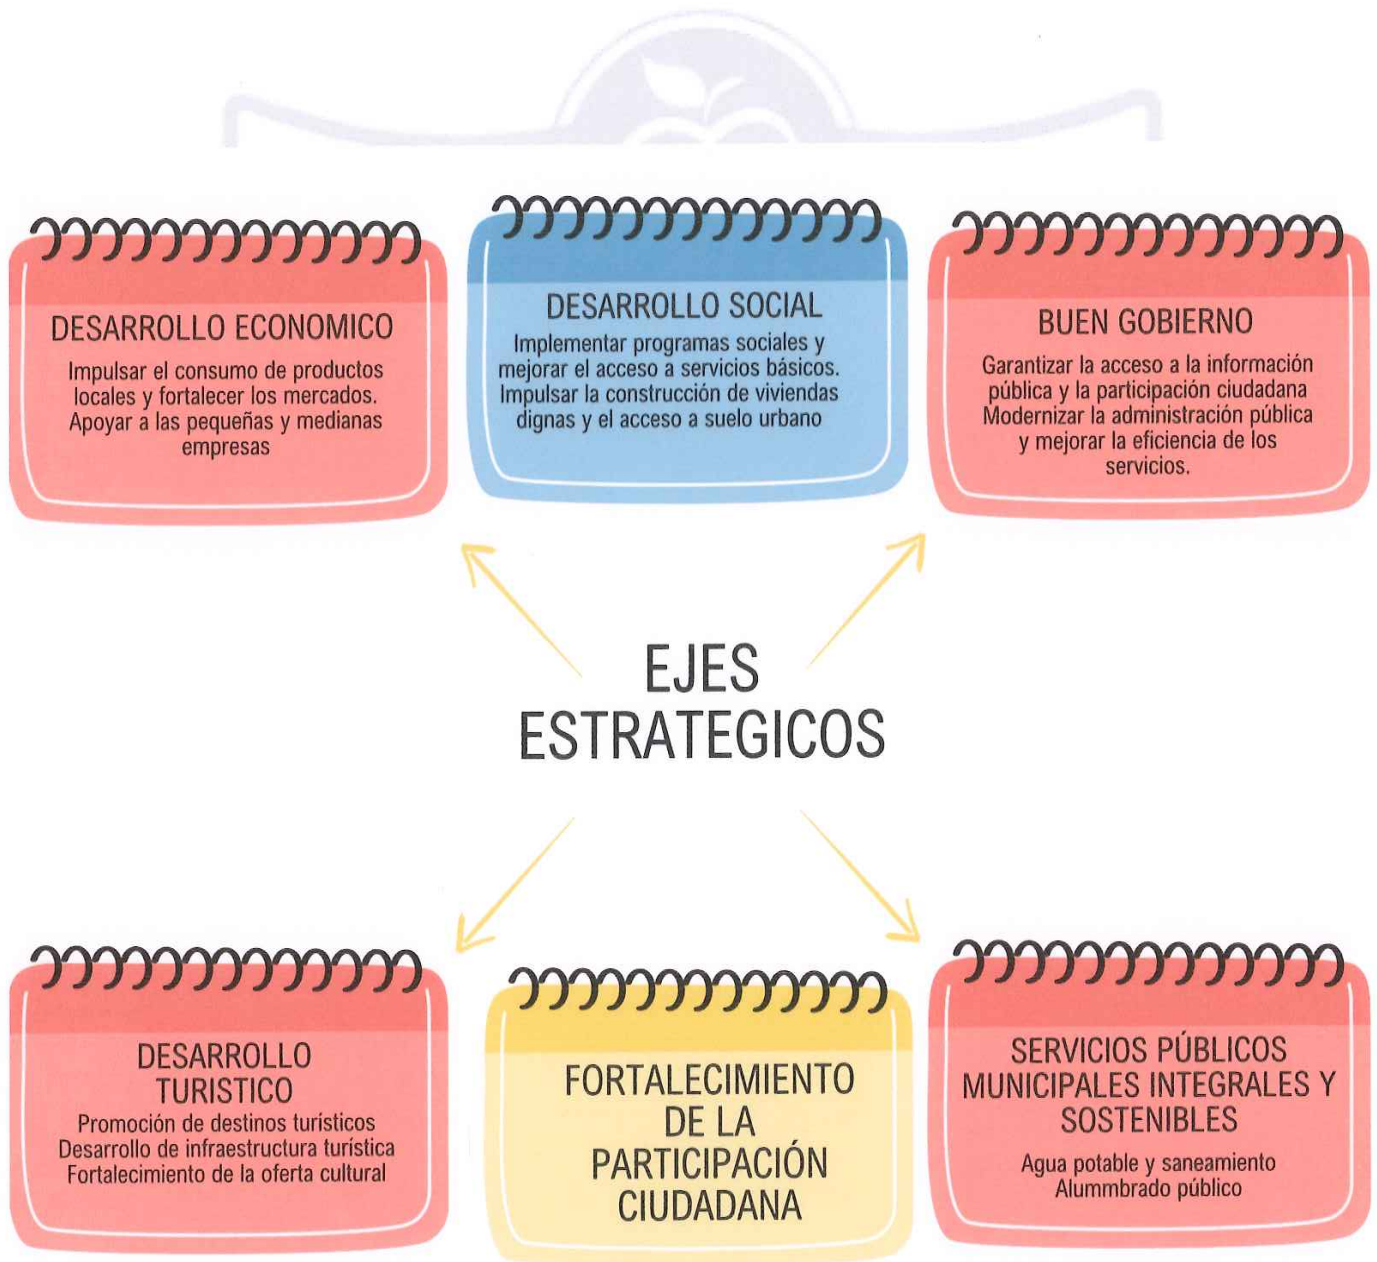 DESARROLLO ECONOMICO
Impulsar el consumo de productos
locales y fortalecer los mercados.
Apoyar a las pequeñas y medianas
empresas
DESARROLLO SOCIAL
Implementar programas sociales y
mejorar el acceso a servicios básicos.
Impulsar la construcción de viviendas
dignas y el acceso a suelo urbano
BUEN GOBIERNO
Garantizar la acceso a la información
pública y la participación ciudadana
Modernizar la administración pública
y mejorar la eficiencia de los
servicios.
EJES
ESTRATEGICOS
DESARROLLO
TURISTICO
Promoción de destinos turísticos
Desarrollo de infraestructura turística
Fortalecimiento de la oferta cultural
FORTALECIMIENTO
DE LA
PARTICIPACIÓN
CIUDADANA
SERVICIOS PÚBLICOS
MUNICIPALES INTEGRALES Y
SOSTENIBLES
Agua potable y saneamiento
Alummbrado público